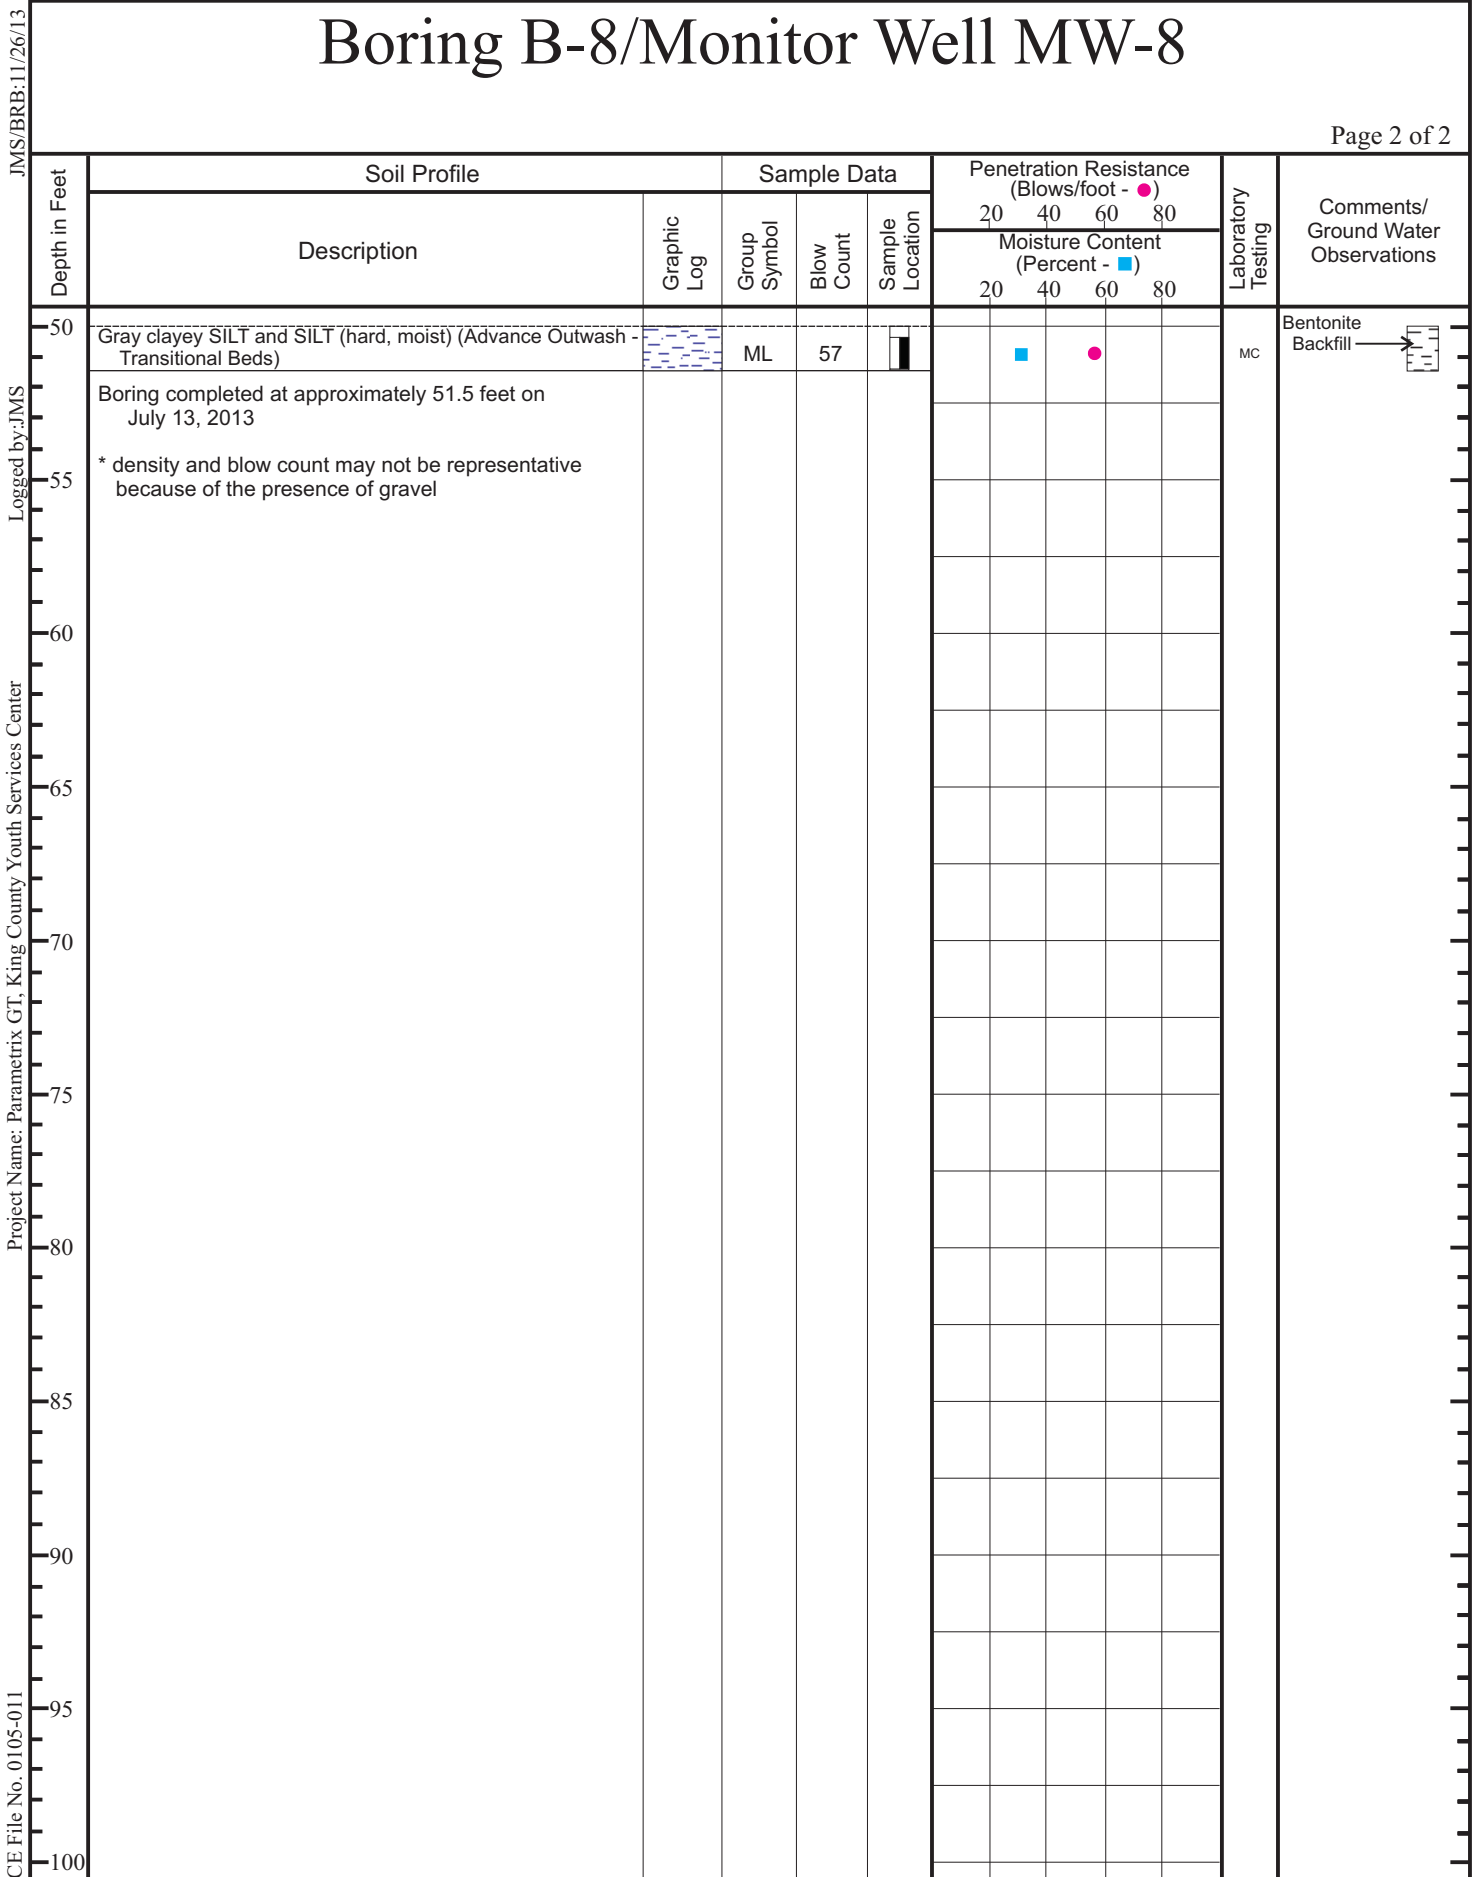 Boring B-8/Monitor Well MW-8
Page 2 of 2
JMS/BRB:11/26/13
Logged by:JMS
Project Name: Parametrix GT, King County Youth Services Center
CE File No. 0105-011
Depth in Feet
Soil Profile
Description
Graphic
Log
Sample Data
Group
Symbol
Blow
Count
Sample
Location
Penetration Resistance
(Blows/foot - )
20 40 60 80
Moisture Content
(Percent - )
20 40 60 80
Laboratory
Testing
Comments/
Ground Water
Observations
50
Gray clayey SILT and SILT (hard, moist) (Advance Outwash -
Transitional Beds)
ML
57
MC
Bentonite
Backfill
Boring completed at approximately 51.5 feet on
July 13, 2013
* density and blow count may not be representative
because of the presence of gravel
55
60
65
70
75
80
85
90
95
100